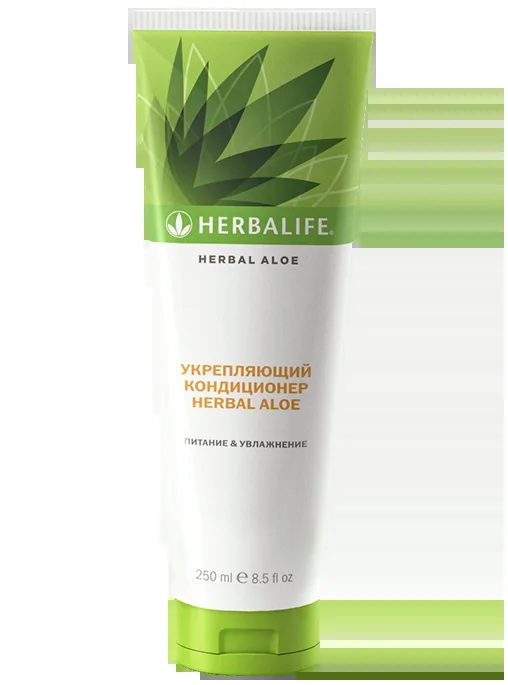 HERBALIFE®
HERBAL ALOE
УКРЕПЛЯЮЩИЙ
КОНДИЦИОНЕР
HERBAL ALOE
ПИТАНИЕ & УВЛАЖНЕНИЕ
250 ml ℮ 8.5 fl oz